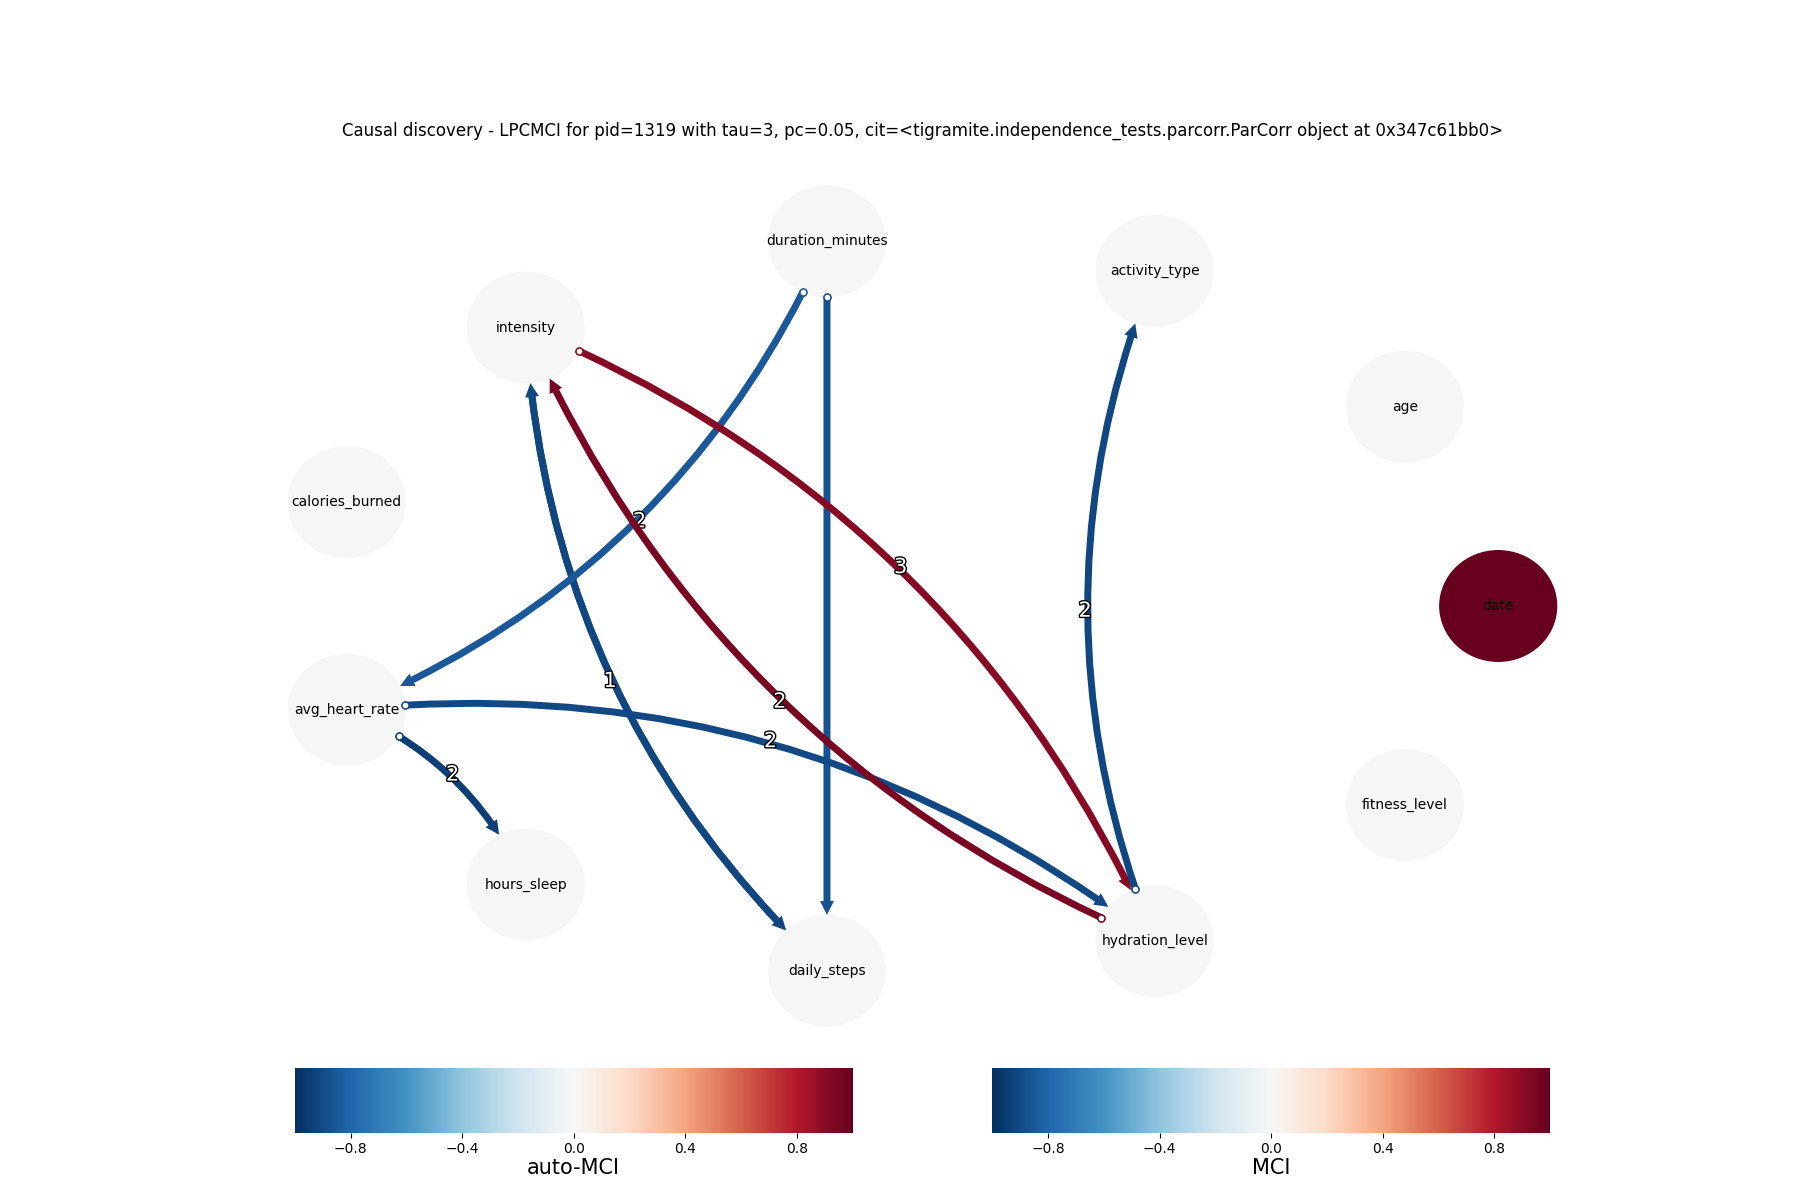 Causal discovery - LPCMCI for pid=1319 with tau=3, pc=0.05, cit=<tigramite.independence_tests.parcorr.ParCorr object at 0x347c61bb0>
duration_minutes
activity_type
intensity
age
calories_burned
2
3
date
2
1
2
avg_heart_rate
2
2
fitness_level
hours_sleep
hydration_level
daily_steps
−0.8 −0.4 0.0 0.4 0.8
auto-MCI
−0.8 −0.4 0.0 0.4 0.8
MCI